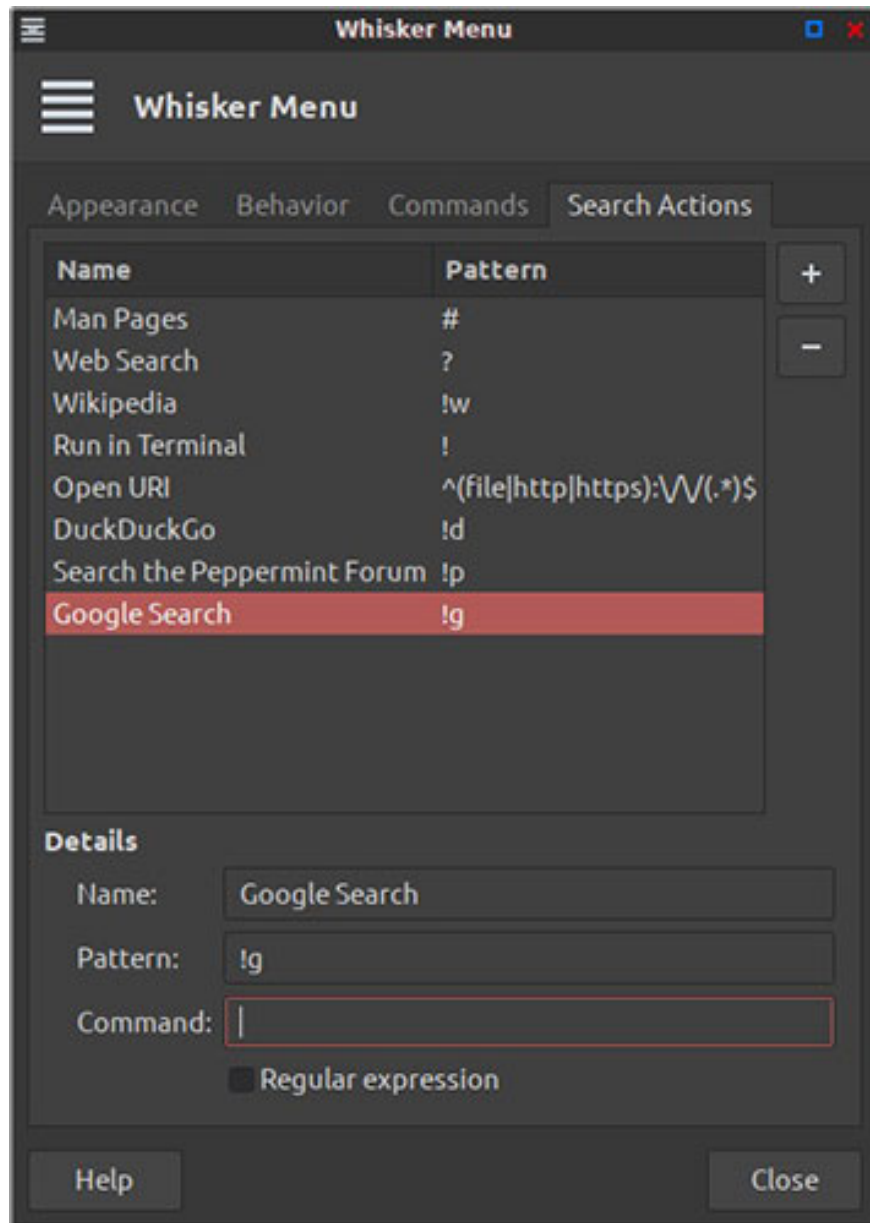 Whisker Menu
Whisker Menu
Appearance Behavior Commands Search Actions
Name Pattern +
Man Pages #
Web Search ? −
Wikipedia !w
Run in Terminal !
Open URI ^(file|http|https):\/\/(.*)$
DuckDuckGo !d
Search the Peppermint Forum !p
Google Search !g
Details
Name: Google Search
Pattern: !g
Command:
Regular expression
Help Close